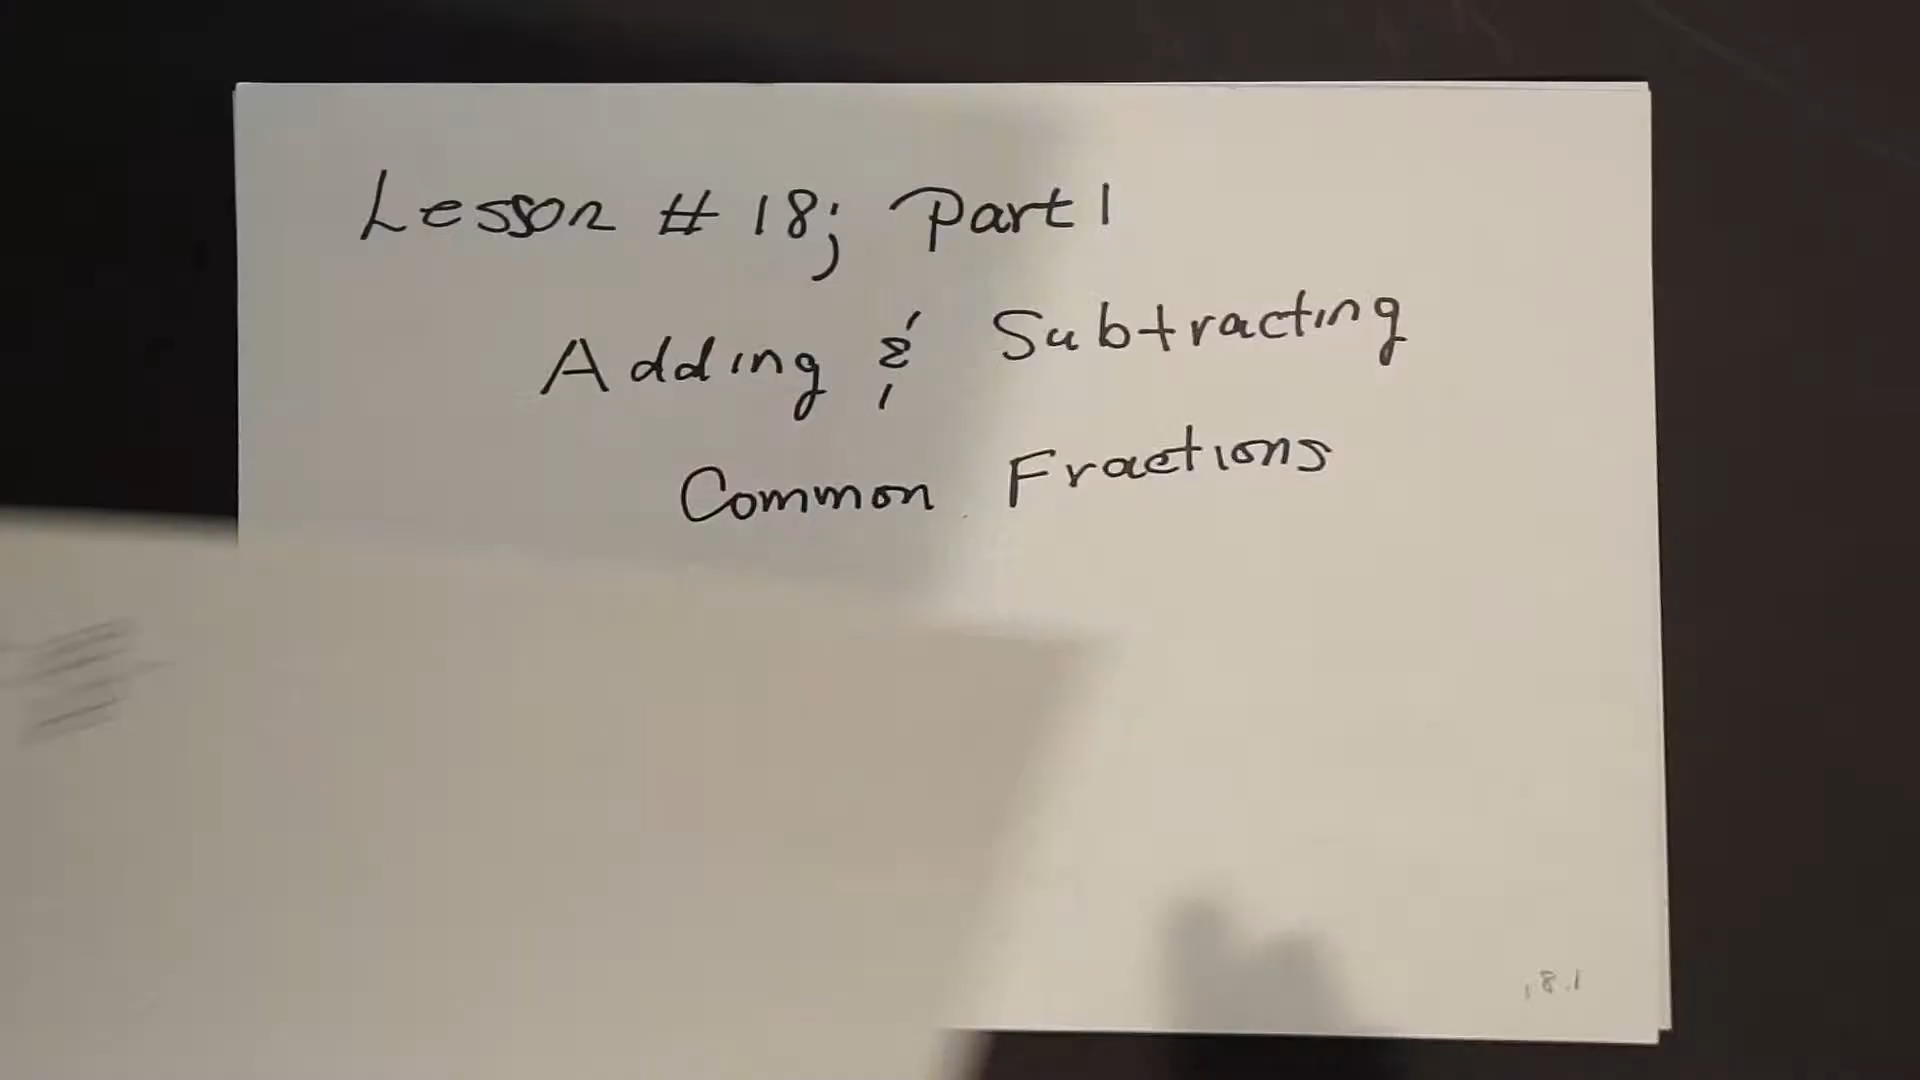 Lesson # 18; Part 1
Adding & Subtracting
Common Fractions
18.1